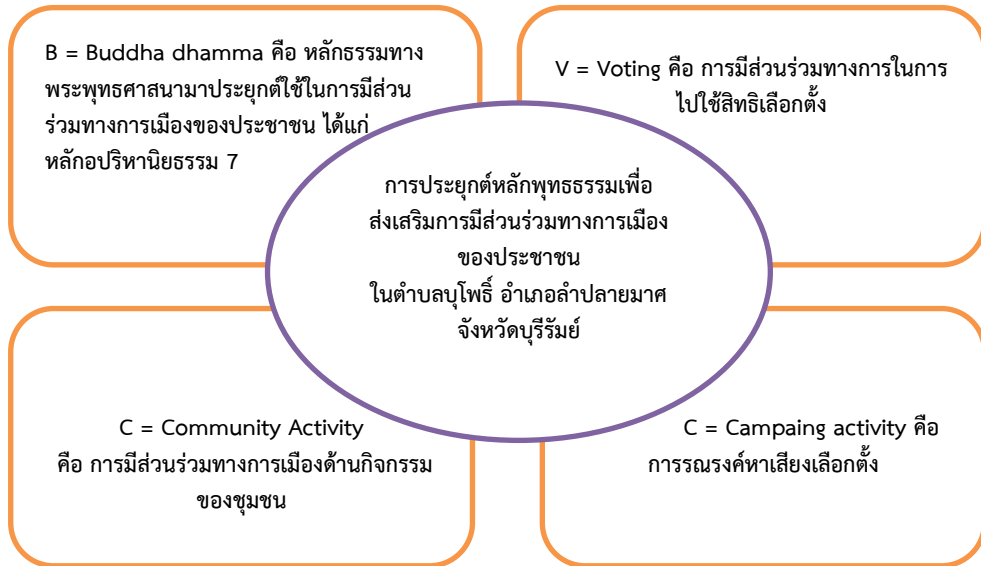 B = Buddha dhamma คือ หลักธรรมทาง
พระพุทธศาสนามาประยุกต์ใช้ในการมีส่วน
ร่วมทางการเมืองของประชาชน ได้แก่
หลักอปริหานิยธรรม 7
V = Voting คือ การมีส่วนร่วมทางการในการ
ไปใช้สิทธิเลือกตั้ง
การประยุกต์หลักพุทธธรรมเพื่อ
ส่งเสริมการมีส่วนร่วมทางการเมือง
ของประชาชน
ในตำบลบุโพธิ์ อำเภอลำปลายมาศ
จังหวัดบุรีรัมย์
C = Community Activity
คือ การมีส่วนร่วมทางการเมืองด้านกิจกรรม
ของชุมชน
C = Campaing activity คือ
การรณรงค์หาเสียงเลือกตั้ง